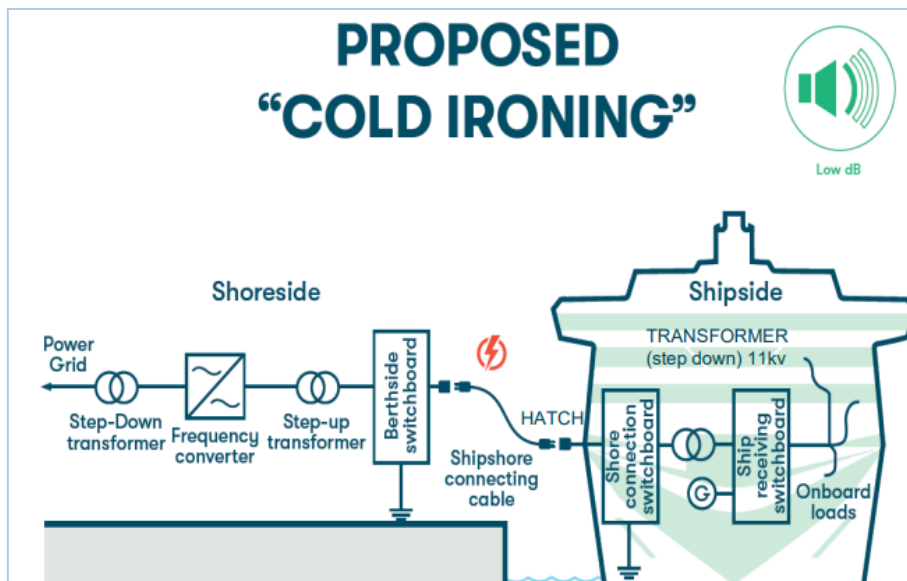 PROPOSED
“COLD IRONING”
Low dB
Shoreside
Shipside
Power
Grid
Step-Down
transformer
Frequency
converter
Step-up
transformer
Berthside
switchboard
Shipshore
connecting
cable
HATCH
TRANSFORMER
(step down) 11kv
Shore
connection
switchboard
G
Ship
receiving
switchboard
Onboard
loads